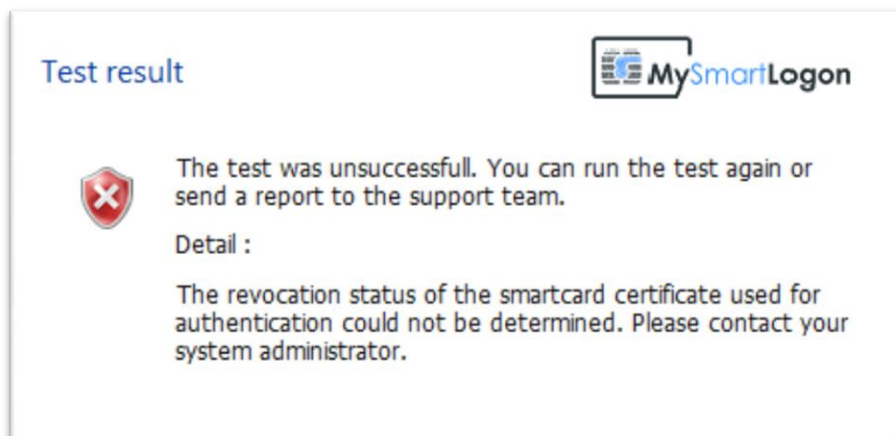 Test result
MySmartLogon
The test was unsuccessfull. You can run the test again or
send a report to the support team.
Detail :
The revocation status of the smartcard certificate used for
authentication could not be determined. Please contact your
system administrator.